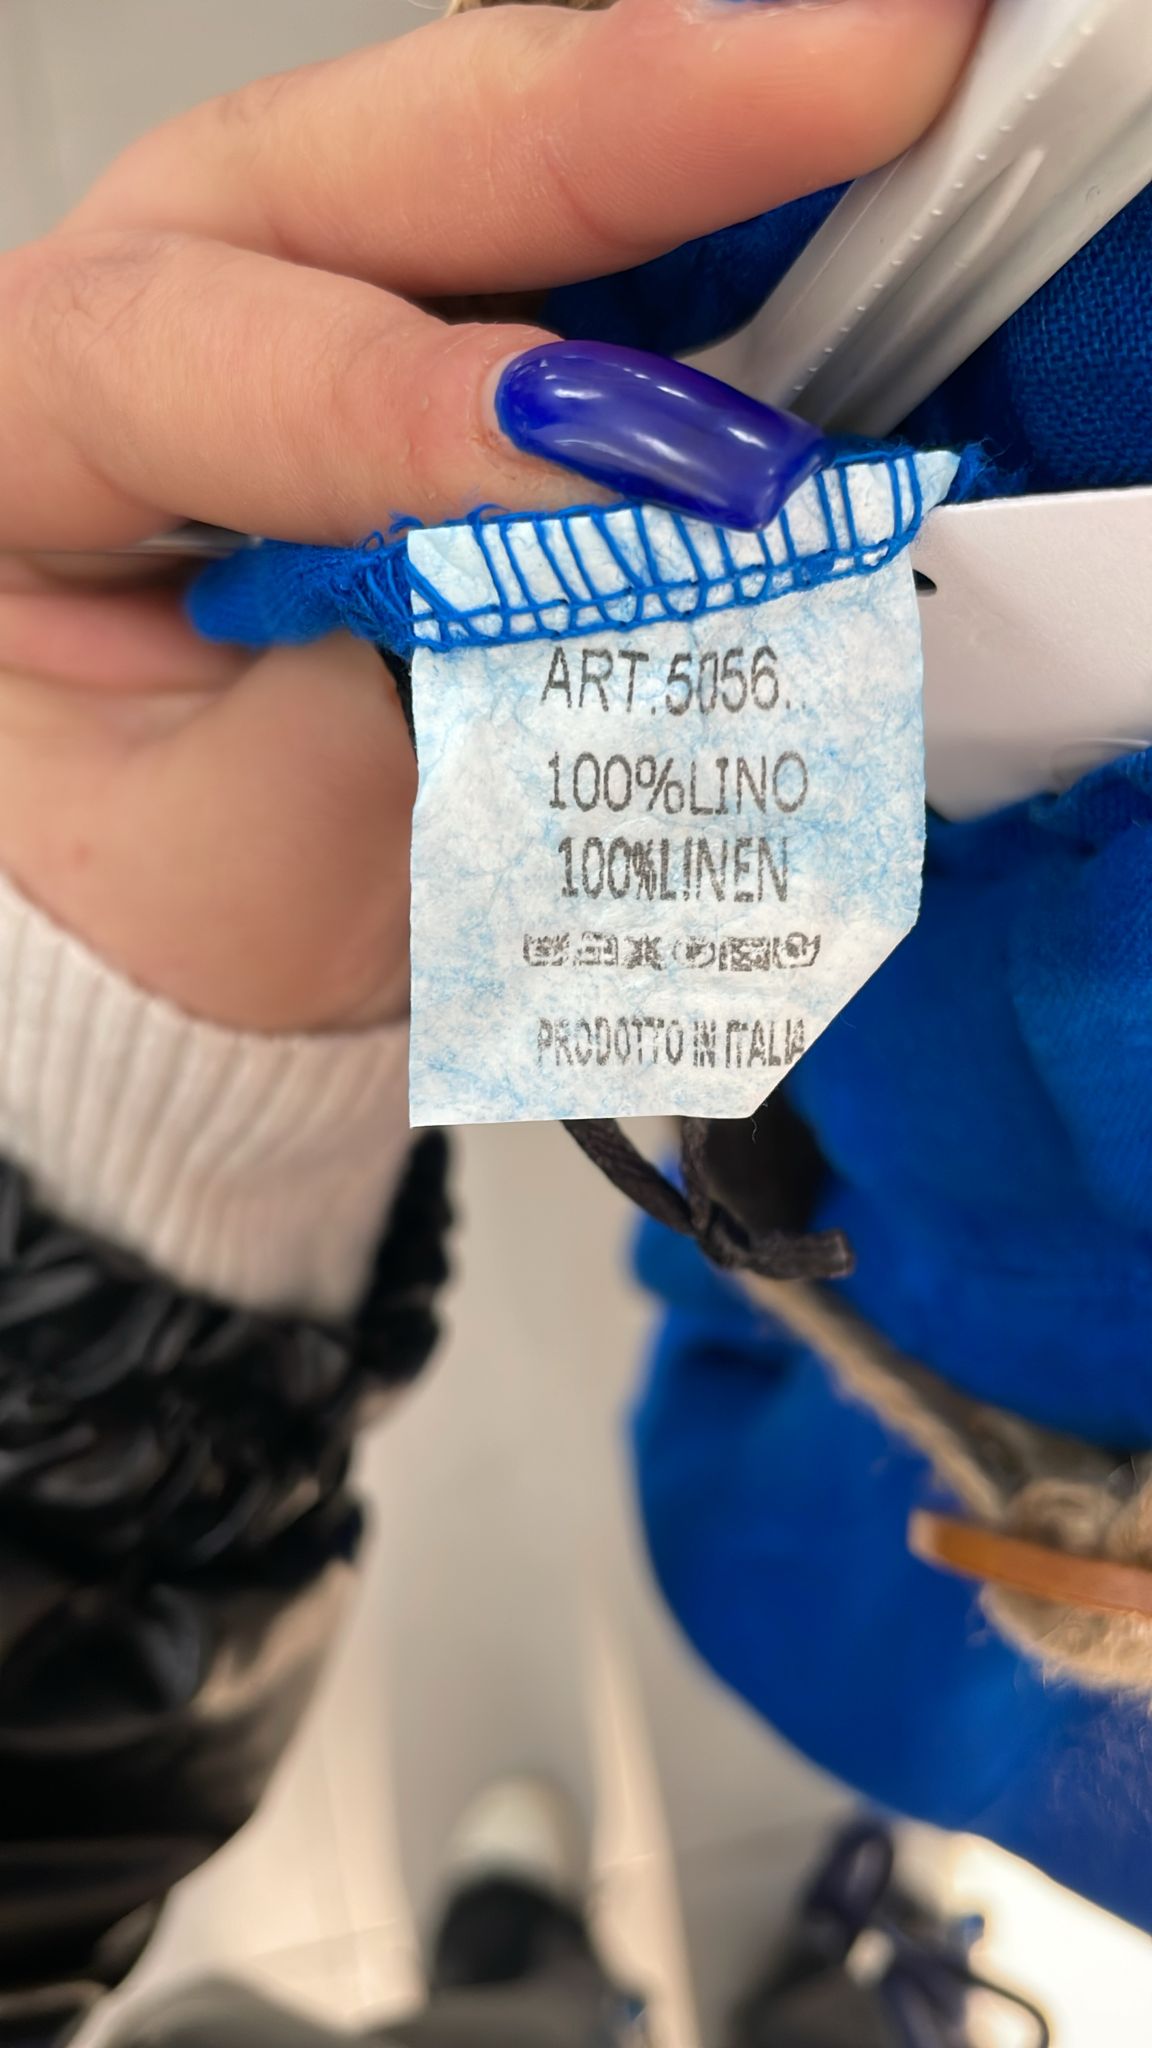 ART.5056..
100%LINO
100%LINEN
PRODOTTO IN ITALIA